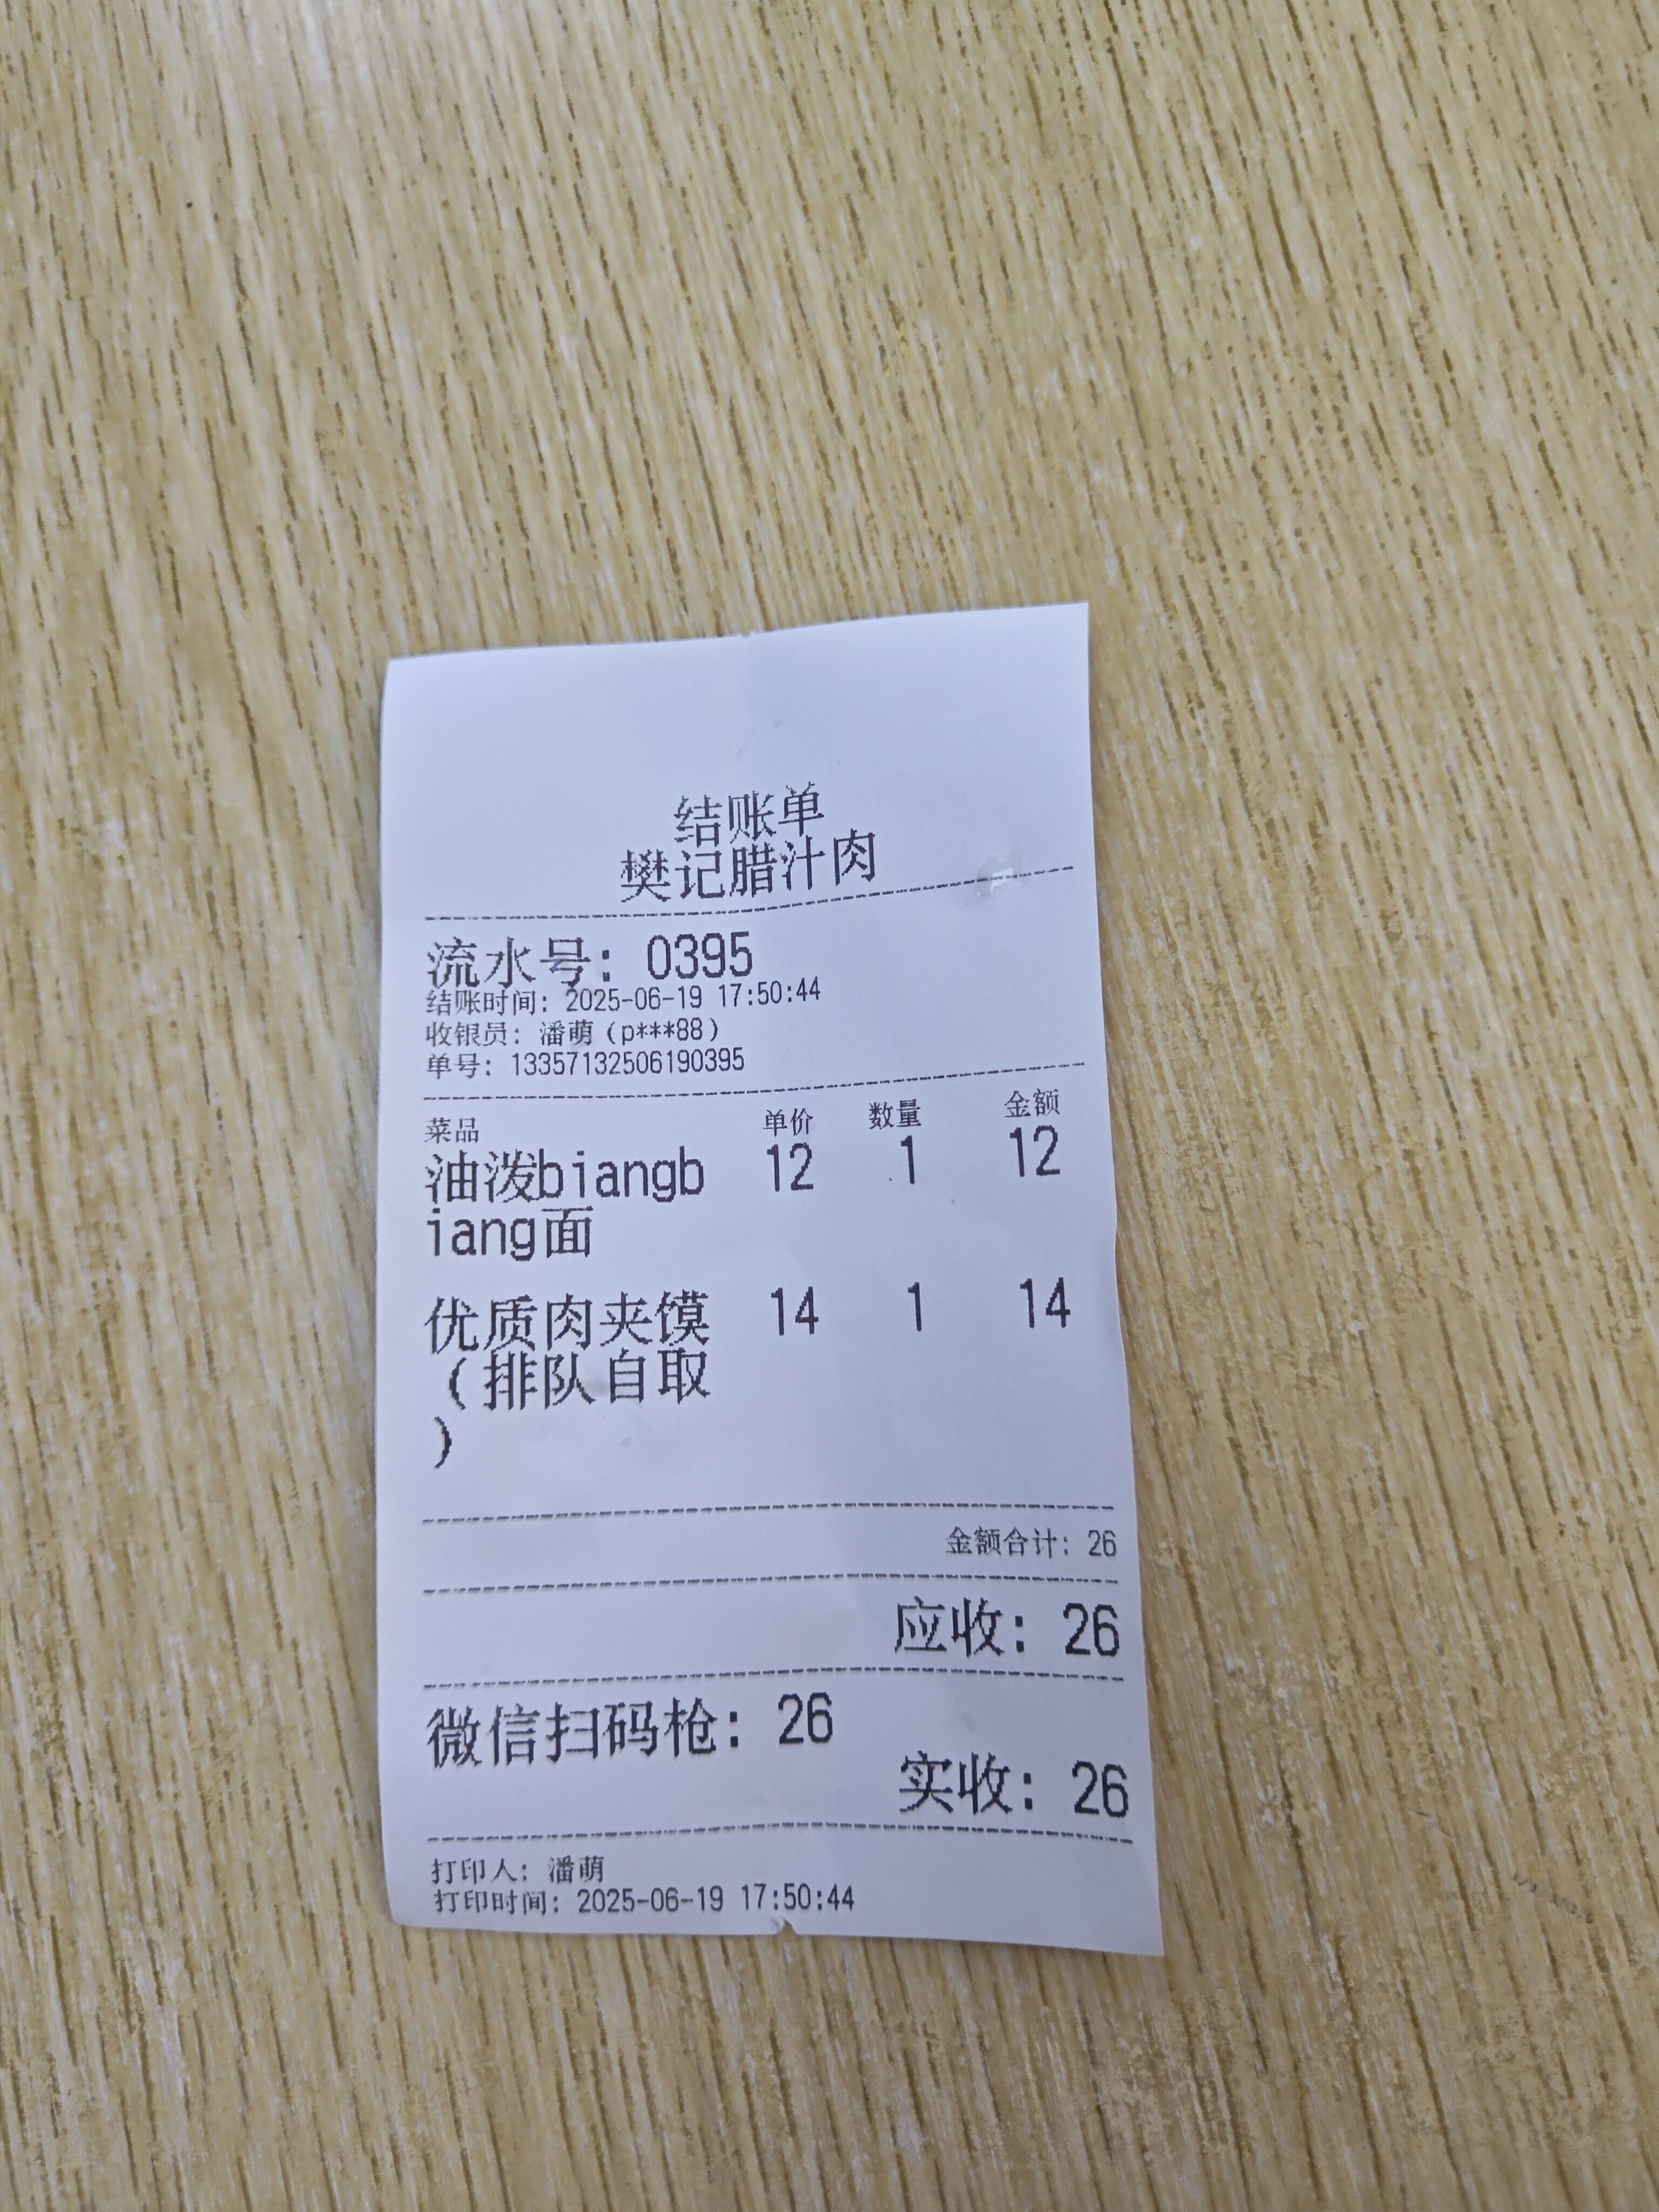 结账单
樊记腊汁肉
流水号: 0395
结账时间: 2025-06-19 17:50:44
收银员: 潘萌(p***88)
单号: 13357132506190395
菜品 单价 数量 金额
油泼biangb 12 1 12
iang面
优质肉夹馍 14 1 14
(排队自取
)
金额合计: 26
应收: 26
微信扫码枪: 26
实收: 26
打印人: 潘萌
打印时间: 2025-06-19 17:50:44